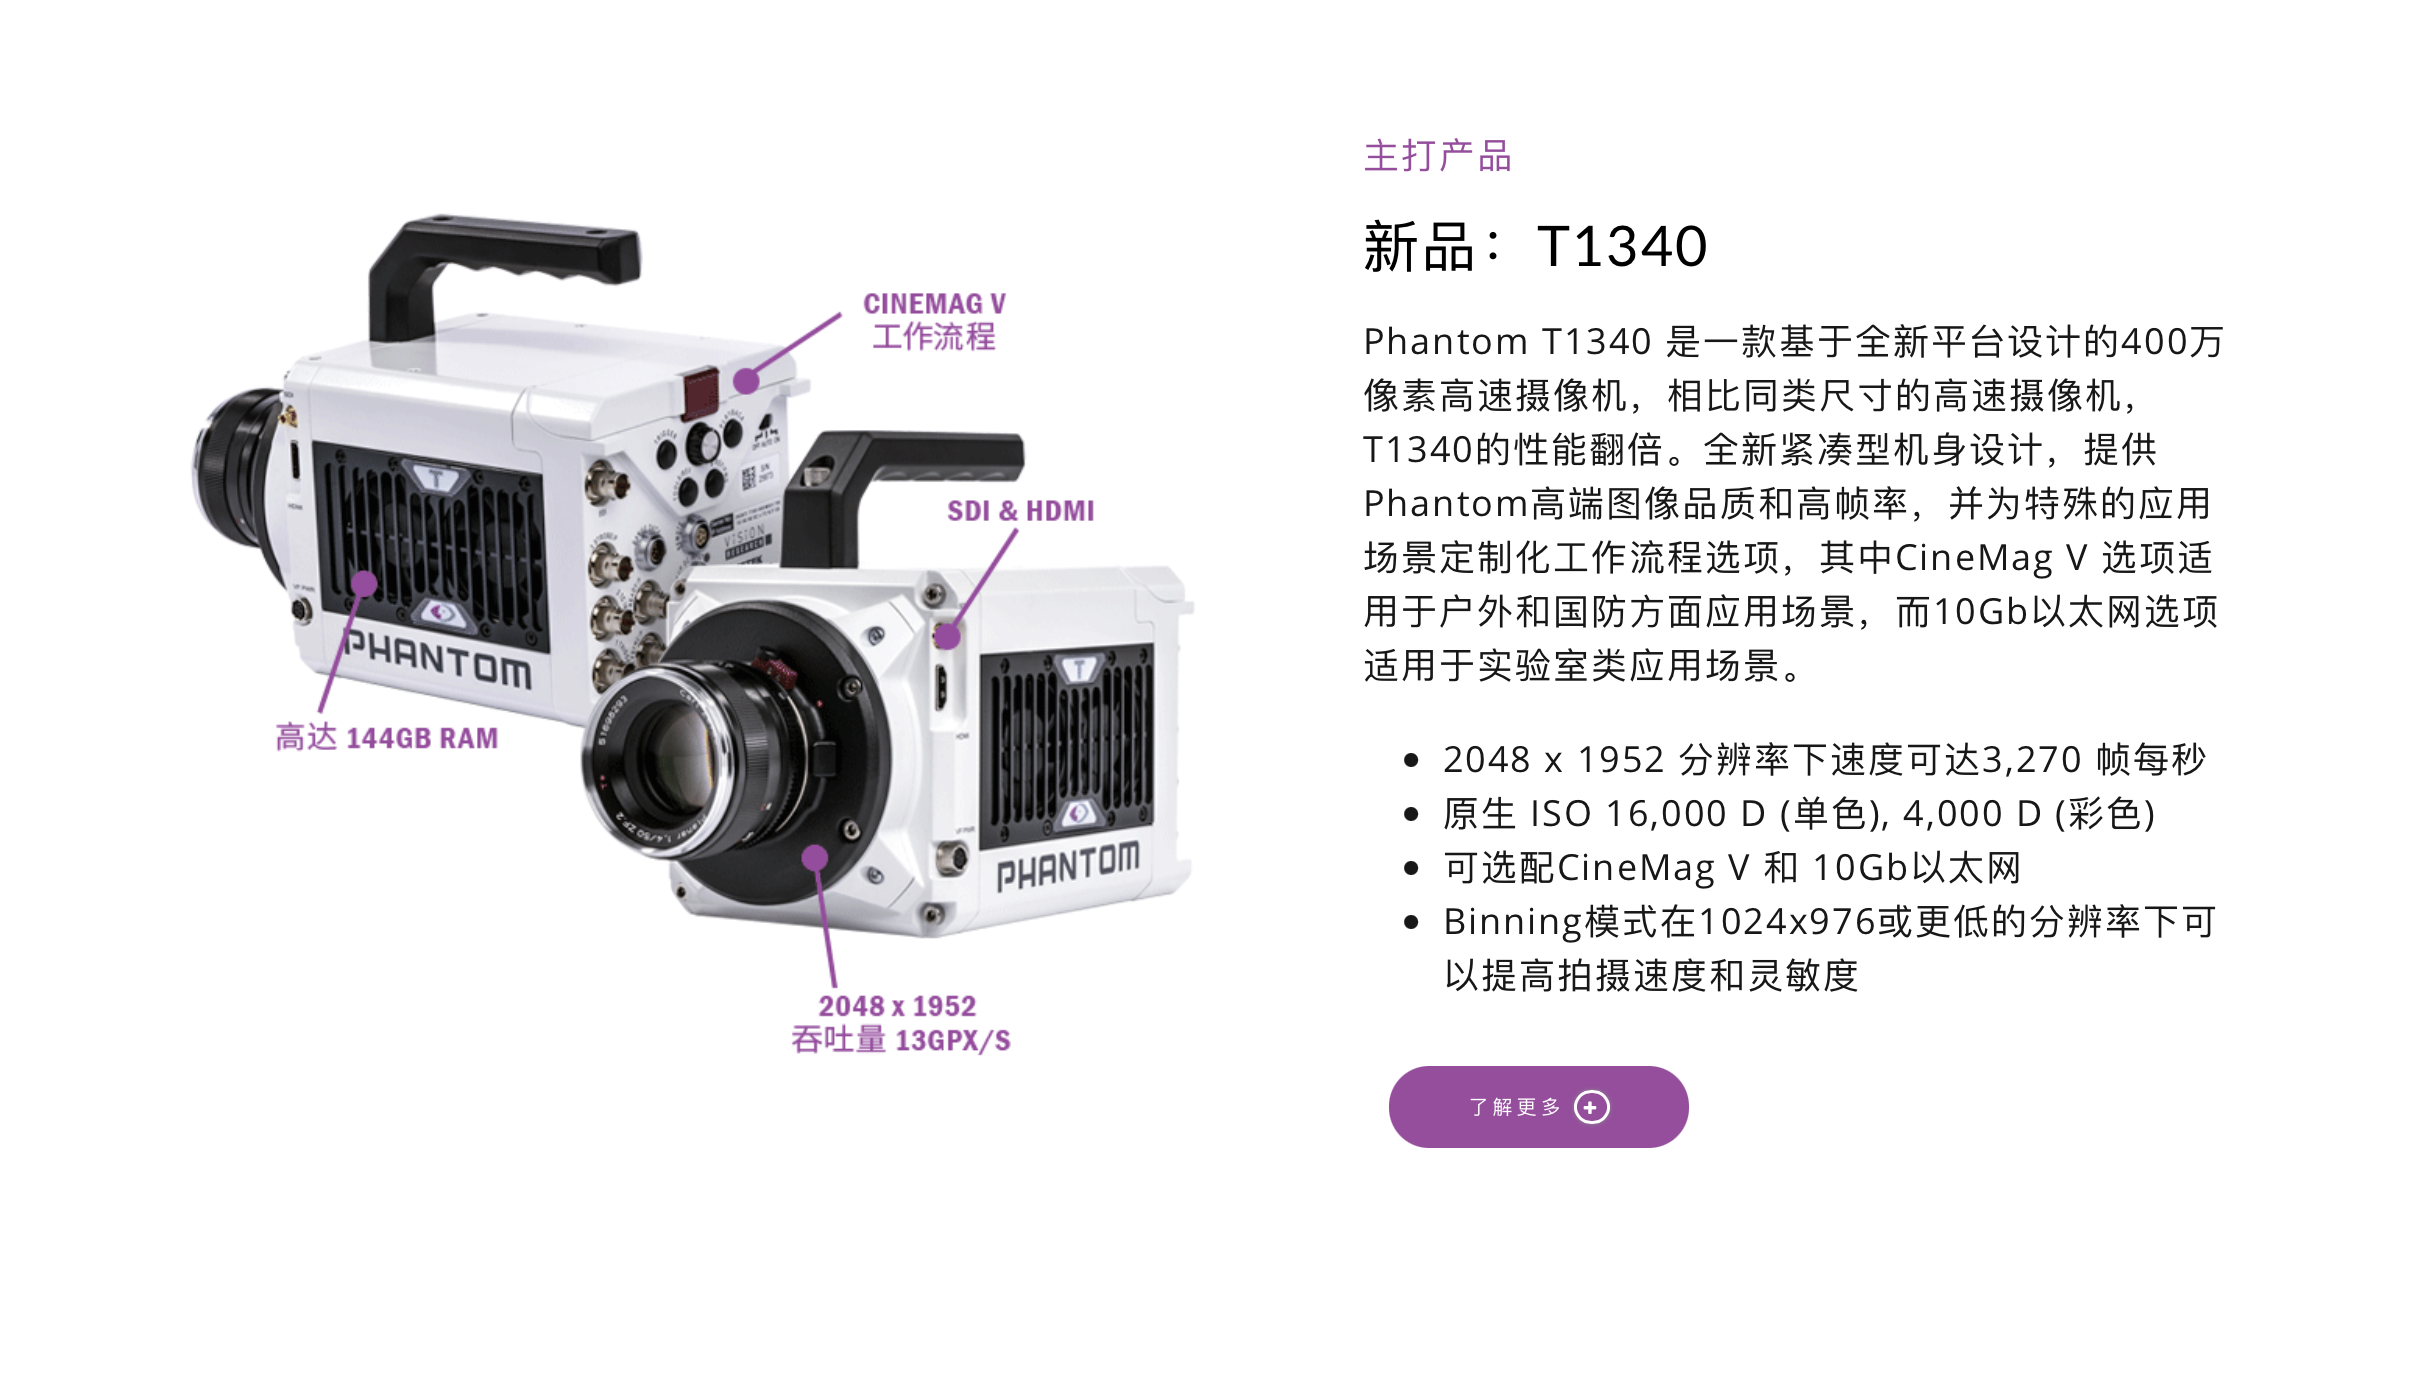 主打产品
新品：T1340
Phantom T1340 是一款基于全新平台设计的400万
像素高速摄像机，相比同类尺寸的高速摄像机，
T1340的性能翻倍。全新紧凑型机身设计，提供
Phantom高端图像品质和高帧率，并为特殊的应用
场景定制化工作流程选项，其中CineMag V 选项适
用于户外和国防方面应用场景，而10Gb以太网选项
适用于实验室类应用场景。
2048 x 1952 分辨率下速度可达3,270 帧每秒
原生 ISO 16,000 D (单色), 4,000 D (彩色)
可选配CineMag V 和 10Gb以太网
Binning模式在1024x976或更低的分辨率下可
以提高拍摄速度和灵敏度
了解更多
CINEMAG V
工作流程
SDI & HDMI
高达 144GB RAM
2048 x 1952
吞吐量 13GPX/S
PHANTOM
T
HDMI
TRIGGER
VISION
RESEARCH
PHANTOM
T